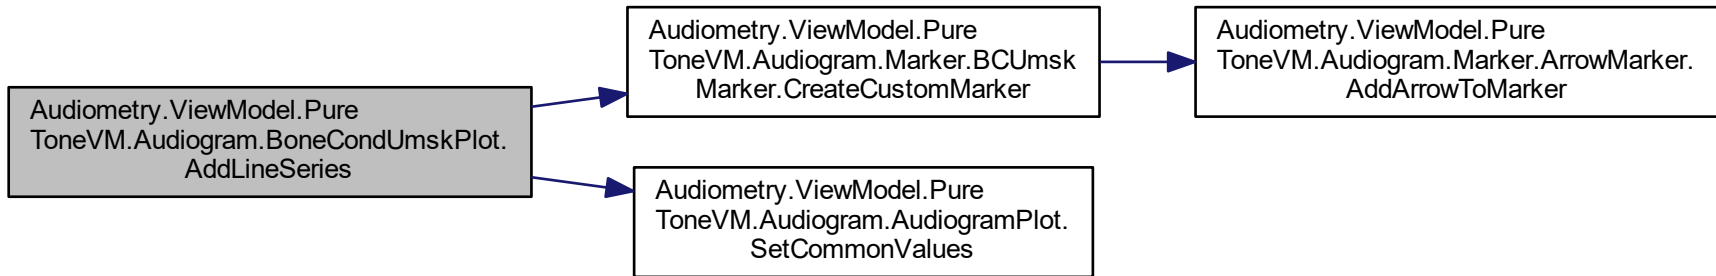 Audiometry.ViewModel.Pure
ToneVM.Audiogram.BoneCondUmskPlot.
AddLineSeries
Audiometry.ViewModel.Pure
ToneVM.Audiogram.Marker.BCUmsk
Marker.CreateCustomMarker
Audiometry.ViewModel.Pure
ToneVM.Audiogram.Marker.ArrowMarker.
AddArrowToMarker
Audiometry.ViewModel.Pure
ToneVM.Audiogram.AudiogramPlot.
SetCommonValues